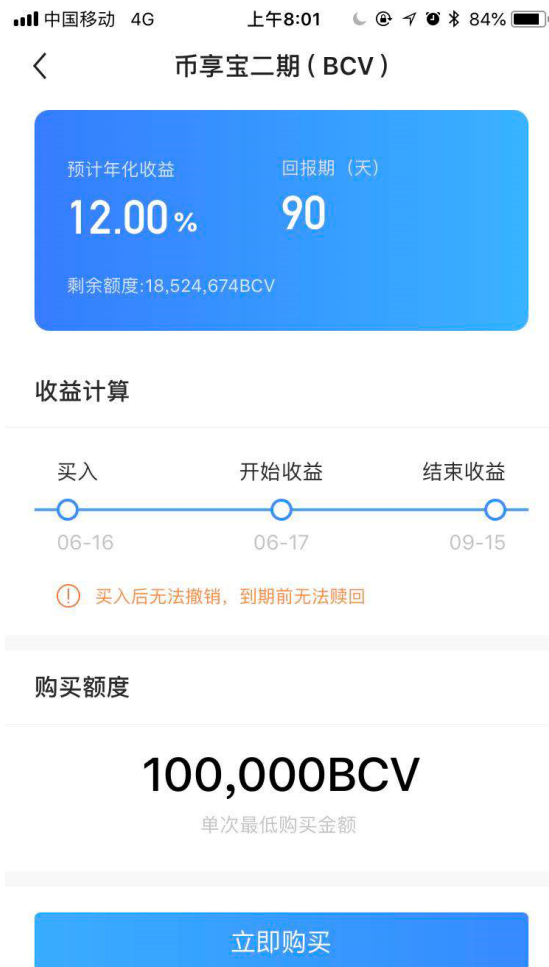 中国移动 4G 上午8:01 84%
币享宝二期（BCV）
预计年化收益 回报期（天）
12.00% 90
剩余额度:18,524,674BCV
收益计算
买入 开始收益 结束收益
06-16 06-17 09-15
买入后无法撤销，到期前无法赎回
购买额度
100,000BCV
单次最低购买金额
立即购买